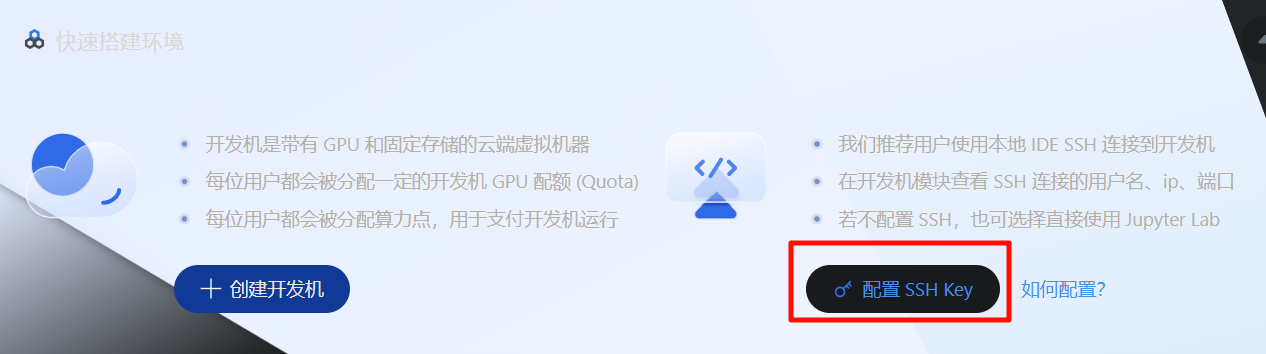 快速搭建环境
开发机是带有 GPU 和固定存储的云端虚拟机器
每位用户都会被分配一定的开发机 GPU 配额 (Quota)
每位用户都会被分配算力点，用于支付开发机运行
创建开发机
我们推荐用户使用本地 IDE SSH 连接到开发机
在开发机模块查看 SSH 连接的用户名、ip、端口
若不配置 SSH，也可选择直接使用 Jupyter Lab
配置 SSH Key
如何配置?